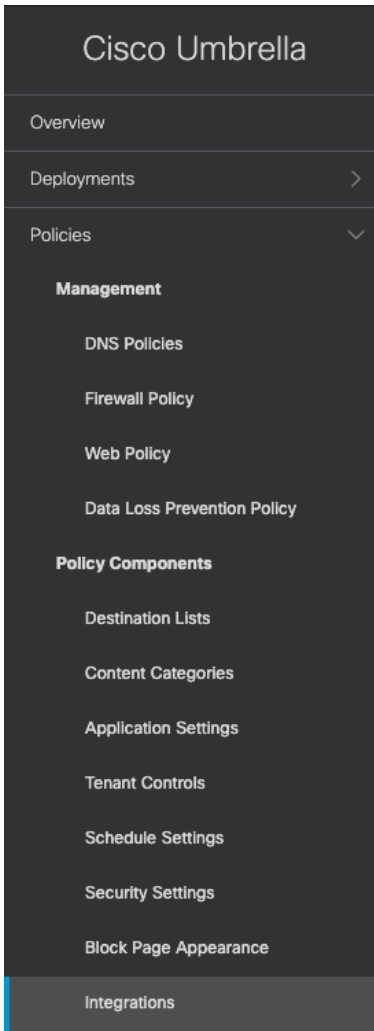 Cisco Umbrella
Overview
Deployments
Policies
Management
DNS Policies
Firewall Policy
Web Policy
Data Loss Prevention Policy
Policy Components
Destination Lists
Content Categories
Application Settings
Tenant Controls
Schedule Settings
Security Settings
Block Page Appearance
Integrations